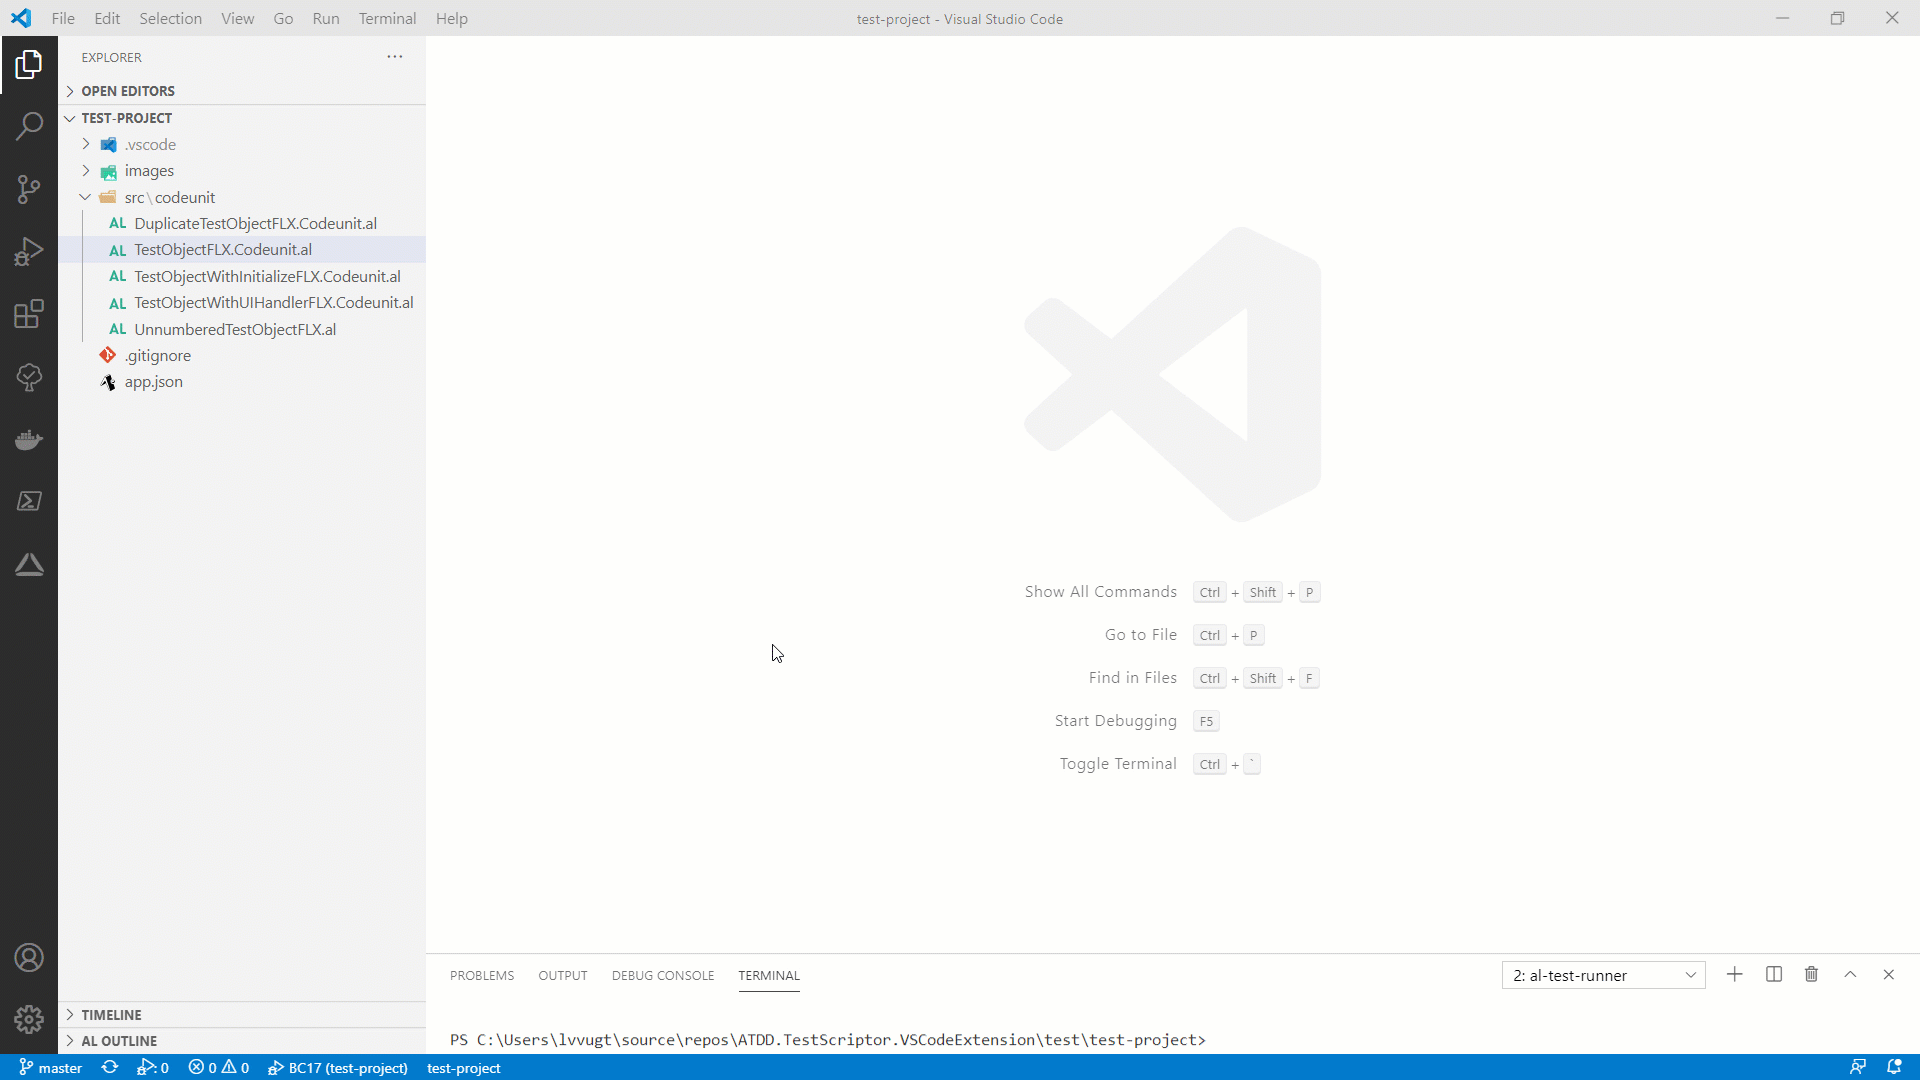 File Edit Selection View Go Run Terminal Help
test-project - Visual Studio Code
EXPLORER
OPEN EDITORS
TEST-PROJECT
.vscode
images
src\codeunit
AL DuplicateTestObjectFLX.Codeunit.al
AL TestObjectFLX.Codeunit.al
AL TestObjectWithInitializeFLX.Codeunit.al
AL TestObjectWithUIHandlerFLX.Codeunit.al
AL UnnumberedTestObjectFLX.al
.gitignore
app.json
Show All Commands Ctrl + Shift + P
Go to File Ctrl + P
Find in Files Ctrl + Shift + F
Start Debugging F5
Toggle Terminal Ctrl + `
PROBLEMS OUTPUT DEBUG CONSOLE TERMINAL
2: al-test-runner
TIMELINE
AL OUTLINE
PS C:\Users\lvvugt\source\repos\ATDD.TestScriptor.VSCodeExtension\test\test-project>
master : 0 0 0 BC17 (test-project) test-project